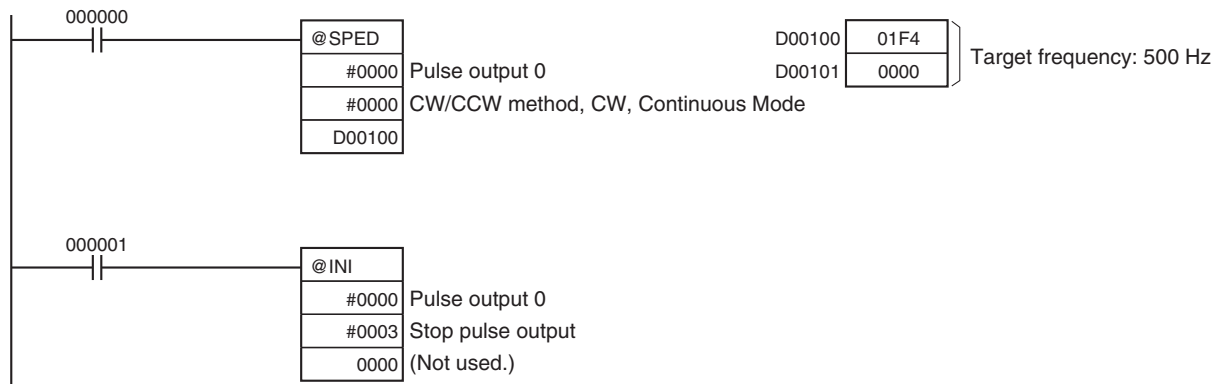 000000
@SPED
#0000 Pulse output 0
#0000 CW/CCW method, CW, Continuous Mode
D00100
D00100 01F4
D00101 0000
Target frequency: 500 Hz
000001
@INI
#0000 Pulse output 0
#0003 Stop pulse output
0000 (Not used.)